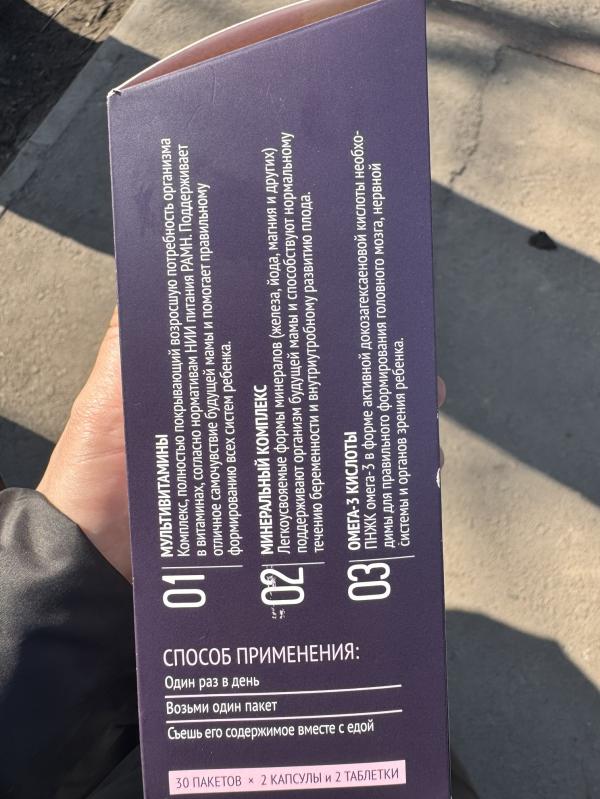 01
МУЛЬТИВИТАМИНЫ
Комплекс, полностью покрывающий возросшую потребность организма
в витаминах, согласно нормативам НИИ питания РАМН. Поддерживает
отличное самочувствие будущей мамы и помогает правильному
формированию всех систем ребенка.
02
МИНЕРАЛЬНЫЙ КОМПЛЕКС
Легкоусвояемые формы минералов (железа, йода, магния и других)
поддерживают организм будущей мамы и способствуют нормальному
течению беременности и внутриутробному развитию плода.
03
ОМЕГА-3 КИСЛОТЫ
ПНЖК омега-3 в форме активной докозагексаеновой кислоты необхо-
димы для правильного формирования головного мозга, нервной
системы и органов зрения ребенка.
СПОСОБ ПРИМЕНЕНИЯ:
Один раз в день
Возьми один пакет
Съешь его содержимое вместе с едой
30 ПАКЕТОВ × 2 КАПСУЛЫ и 2 ТАБЛЕТКИ